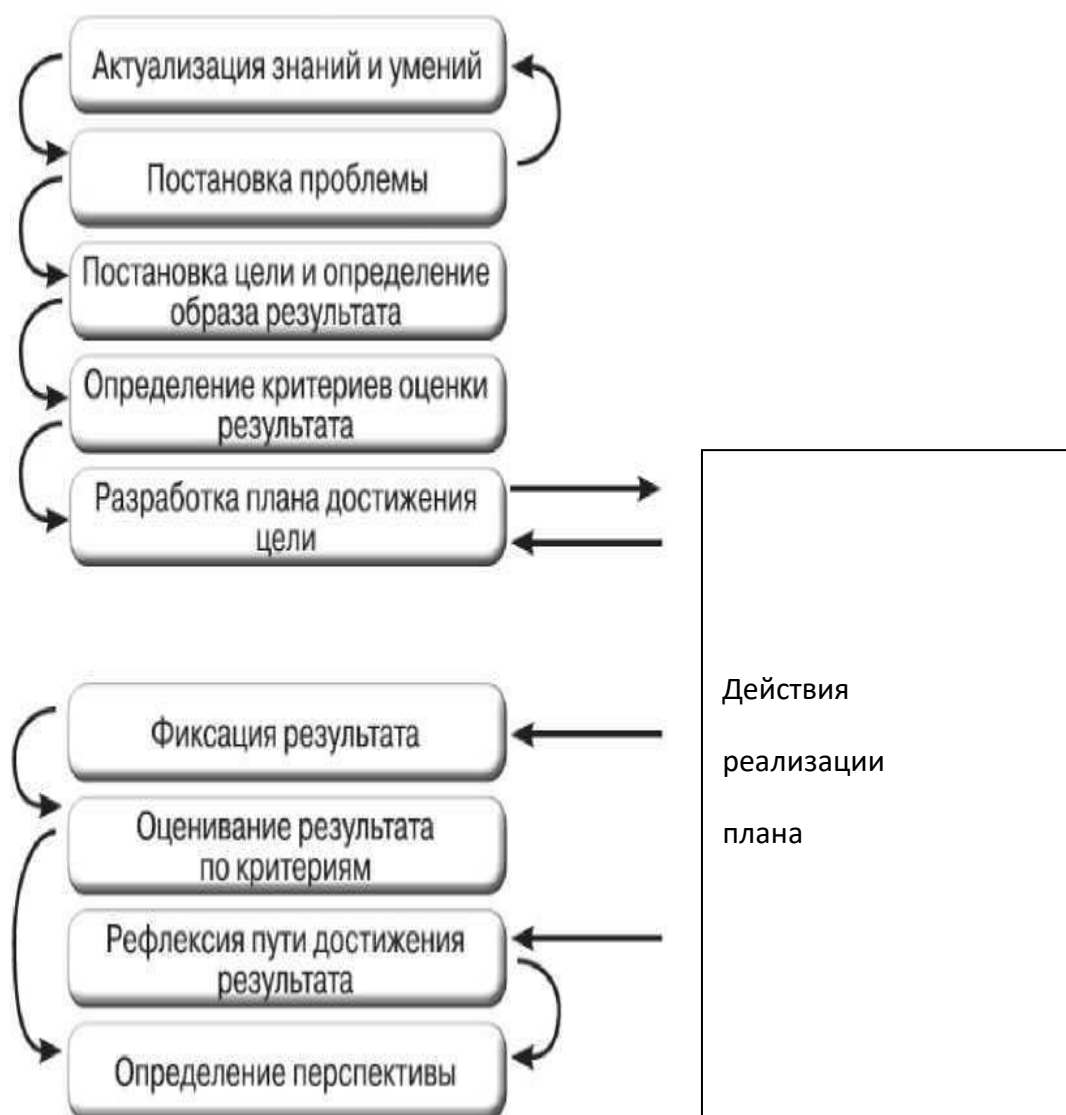 Актуализация знаний и умений
Постановка проблемы
Постановка цели и определение
образа результата
Определение критериев оценки
результата
Разработка плана достижения
цели
Фиксация результата
Оценивание результата
по критериям
Рефлексия пути достижения
результата
Определение перспективы
Действия
реализации
плана